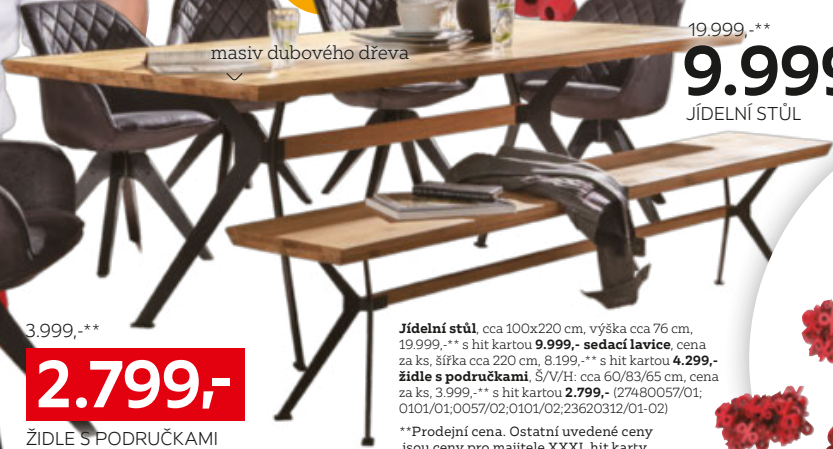 masiv dubového dřeva
19.999,-**
9.999
JÍDELNÍ STŮL
3.999,-**
2.799,-
ŽIDLE S PODRUČKAMI
Jídelní stůl, cca 100x220 cm, výška cca 76 cm,
19.999,-** s hit kartou 9.999,- sedací lavice, cena
za ks, šířka cca 220 cm, 8.199,-** s hit kartou 4.299,-
židle s područkami, Š/V/H: cca 60/83/65 cm, cena
za ks, 3.999,-** s hit kartou 2.799,- (27480057/01;
0101/01;0057/02;0101/02;23620312/01-02)
**Prodejní cena. Ostatní uvedené ceny
jsou ceny pro majitele XXXL hit karty